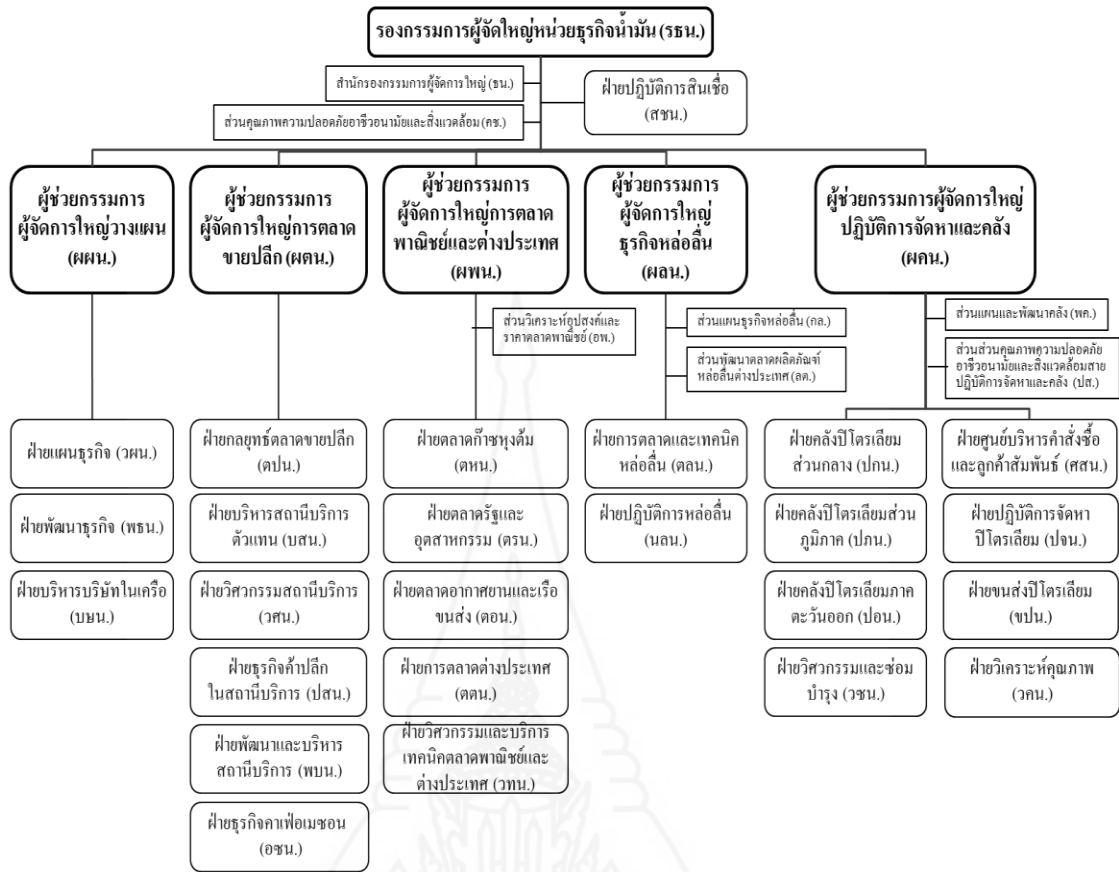 รองกรรมการผู้จัดใหญ่หน่วยธุรกิจน้ำมัน (รธน.)
สำนักรองกรรมการผู้จัดการใหญ่ (ธน.)
ฝ่ายปฏิบัติการสินเชื่อ
(สชน.)
ส่วนคุณภาพความปลอดภัยอาชีวอนามัยและสิ่งแวดล้อม (คช.)
ผู้ช่วยกรรมการ
ผู้จัดการใหญ่วางแผน
(ผผน.)
ผู้ช่วยกรรมการ
ผู้จัดการใหญ่การตลาด
ขายปลีก (ผตน.)
ผู้ช่วยกรรมการ
ผู้จัดการใหญ่การตลาด
พาณิชย์และต่างประเทศ
(ผพน.)
ผู้ช่วยกรรมการ
ผู้จัดการใหญ่
ธุรกิจหล่อลื่น
(ผลน.)
ผู้ช่วยกรรมการผู้จัดการใหญ่
ปฏิบัติการจัดหาและคลัง
(ผคน.)
ส่วนวิเคราะห์อุปสงค์และ
ราคาตลาดพาณิชย์ (อพ.)
ส่วนแผนธุรกิจหล่อลื่น (กล.)
ส่วนพัฒนาตลาดผลิตภัณฑ์
หล่อลื่นต่างประเทศ (ลต.)
ส่วนแผนและพัฒนาคลัง (พค.)
ส่วนส่วนคุณภาพความปลอดภัย
อาชีวอนามัยและสิ่งแวดล้อมสาย
ปฏิบัติการจัดหาและคลัง (ปส.)
ฝ่ายแผนธุรกิจ (วผน.)
ฝ่ายพัฒนาธุรกิจ (พธน.)
ฝ่ายบริหารบริษัทในเครือ
(บษน.)
ฝ่ายกลยุทธ์ตลาดขายปลีก
(ตปน.)
ฝ่ายบริหารสถานีบริการ
ตัวแทน (บสน.)
ฝ่ายวิศวกรรมสถานีบริการ
(วศน.)
ฝ่ายธุรกิจค้าปลีก
ในสถานีบริการ (ปสน.)
ฝ่ายพัฒนาและบริหาร
สถานีบริการ (พบน.)
ฝ่ายธุรกิจคาเฟ่อเมซอน
(อซน.)
ฝ่ายตลาดก๊าซหุงต้ม
(ตหน.)
ฝ่ายตลาดรัฐและ
อุตสาหกรรม (ตรน.)
ฝ่ายตลาดอากาศยานและเรือ
ขนส่ง (ตอน.)
ฝ่ายการตลาดต่างประเทศ
(ตตน.)
ฝ่ายวิศวกรรมและบริการ
เทคนิคตลาดพาณิชย์และ
ต่างประเทศ (วทน.)
ฝ่ายการตลาดและเทคนิค
หล่อลื่น (ตลน.)
ฝ่ายปฏิบัติการหล่อลื่น
(นลน.)
ฝ่ายคลังปิโตรเลียม
ส่วนกลาง (ปกน.)
ฝ่ายคลังปิโตรเลียมส่วน
ภูมิภาค (ปภน.)
ฝ่ายคลังปิโตรเลียมภาค
ตะวันออก (ปอน.)
ฝ่ายวิศวกรรมและซ่อม
บำรุง (วซน.)
ฝ่ายศูนย์บริหารคำสั่งซื้อ
และลูกค้าสัมพันธ์ (ศสน.)
ฝ่ายปฏิบัติการจัดหา
ปิโตรเลียม (ปจน.)
ฝ่ายขนส่งปิโตรเลียม
(ขปน.)
ฝ่ายวิเคราะห์คุณภาพ
(วคน.)